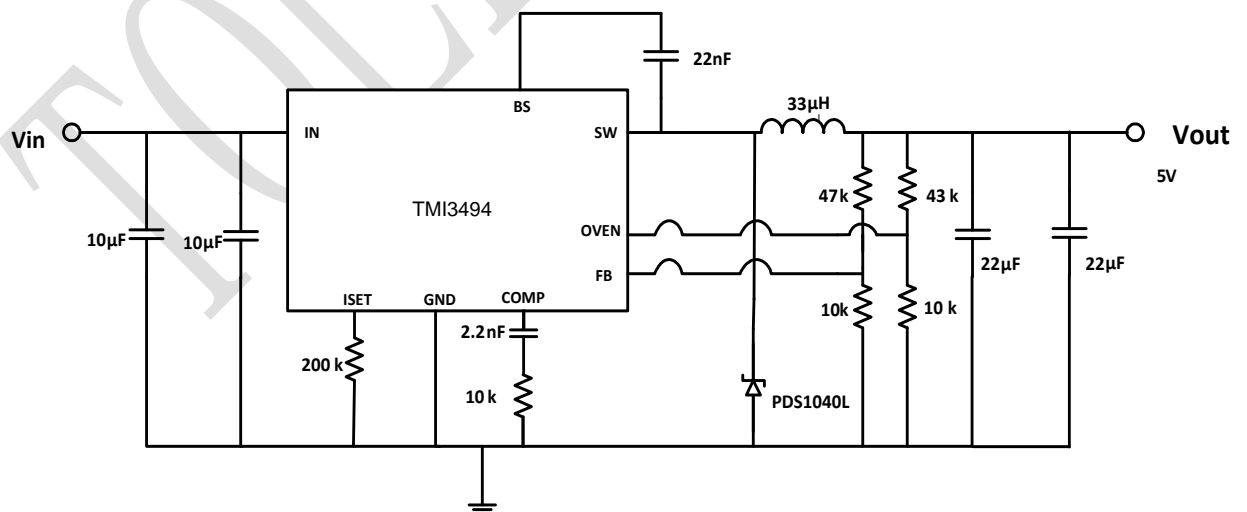 22nF
BS
33µH
Vin
IN
SW
Vout
5V
47k
43 k
TMI3494
OVEN
10µF
10µF
FB
22µF
22µF
ISET
GND
COMP
10k
10 k
2.2nF
200 k
10 k
PDS1040L